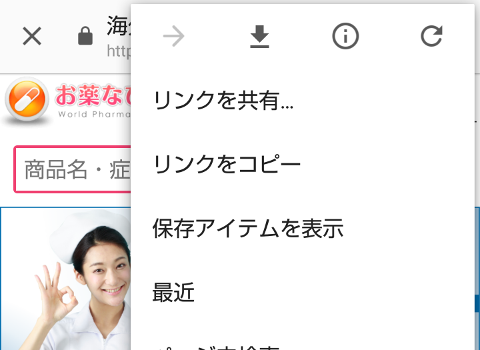 海
http
お薬なび
World Pharma
商品名・症
リンクを共有...
リンクをコピー
保存アイテムを表示
最近